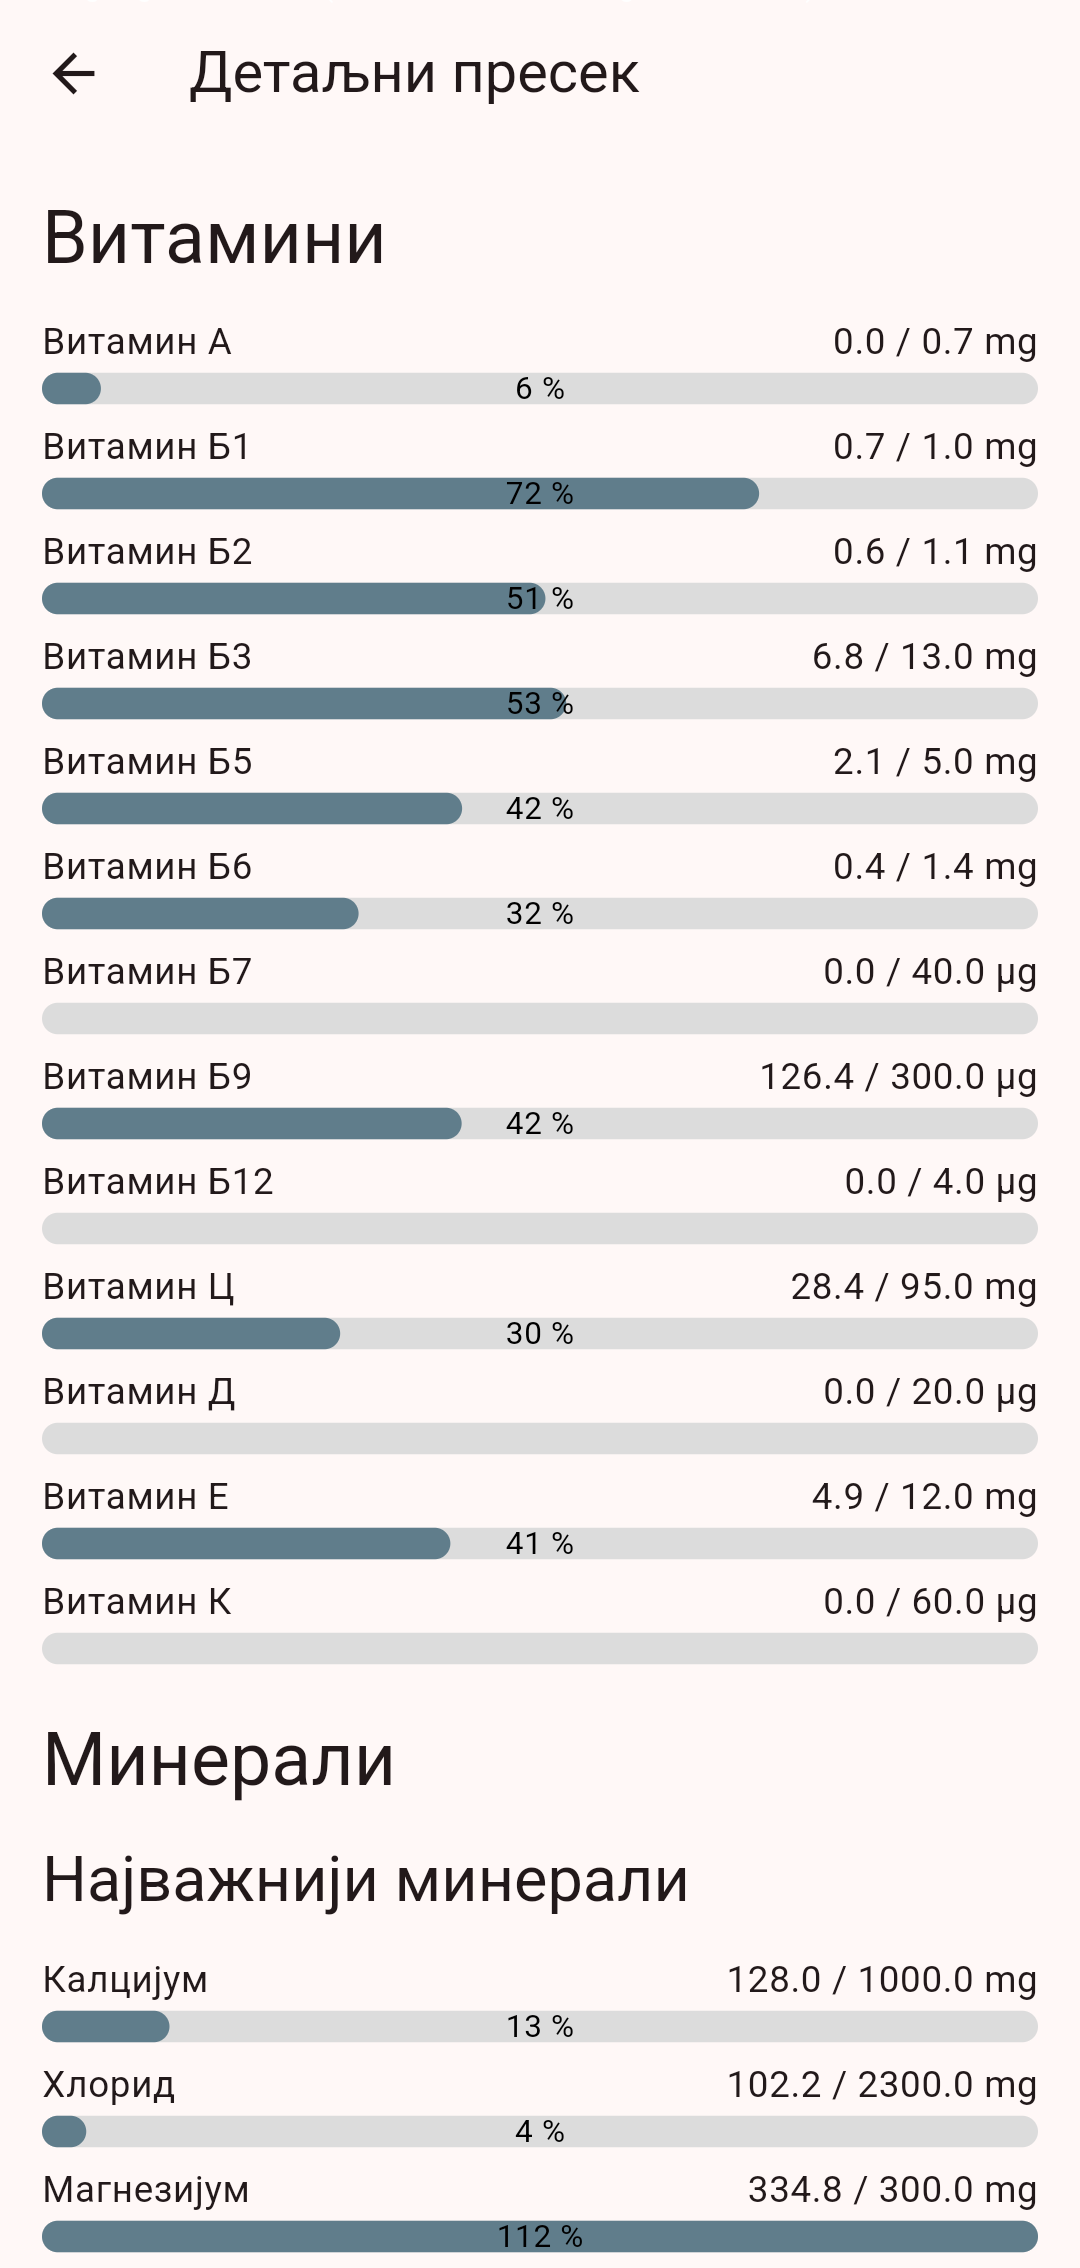 Детаљни пресек
Витамини
Витамин А 0.0 / 0.7 mg
6 %
Витамин Б1 0.7 / 1.0 mg
72 %
Витамин Б2 0.6 / 1.1 mg
51 %
Витамин Б3 6.8 / 13.0 mg
53 %
Витамин Б5 2.1 / 5.0 mg
42 %
Витамин Б6 0.4 / 1.4 mg
32 %
Витамин Б7 0.0 / 40.0 µg
Витамин Б9 126.4 / 300.0 µg
42 %
Витамин Б12 0.0 / 4.0 µg
Витамин Ц 28.4 / 95.0 mg
30 %
Витамин Д 0.0 / 20.0 µg
Витамин Е 4.9 / 12.0 mg
41 %
Витамин К 0.0 / 60.0 µg
Минерали
Најважнији минерали
Калцијум 128.0 / 1000.0 mg
13 %
Хлорид 102.2 / 2300.0 mg
4 %
Магнезијум 334.8 / 300.0 mg
112 %